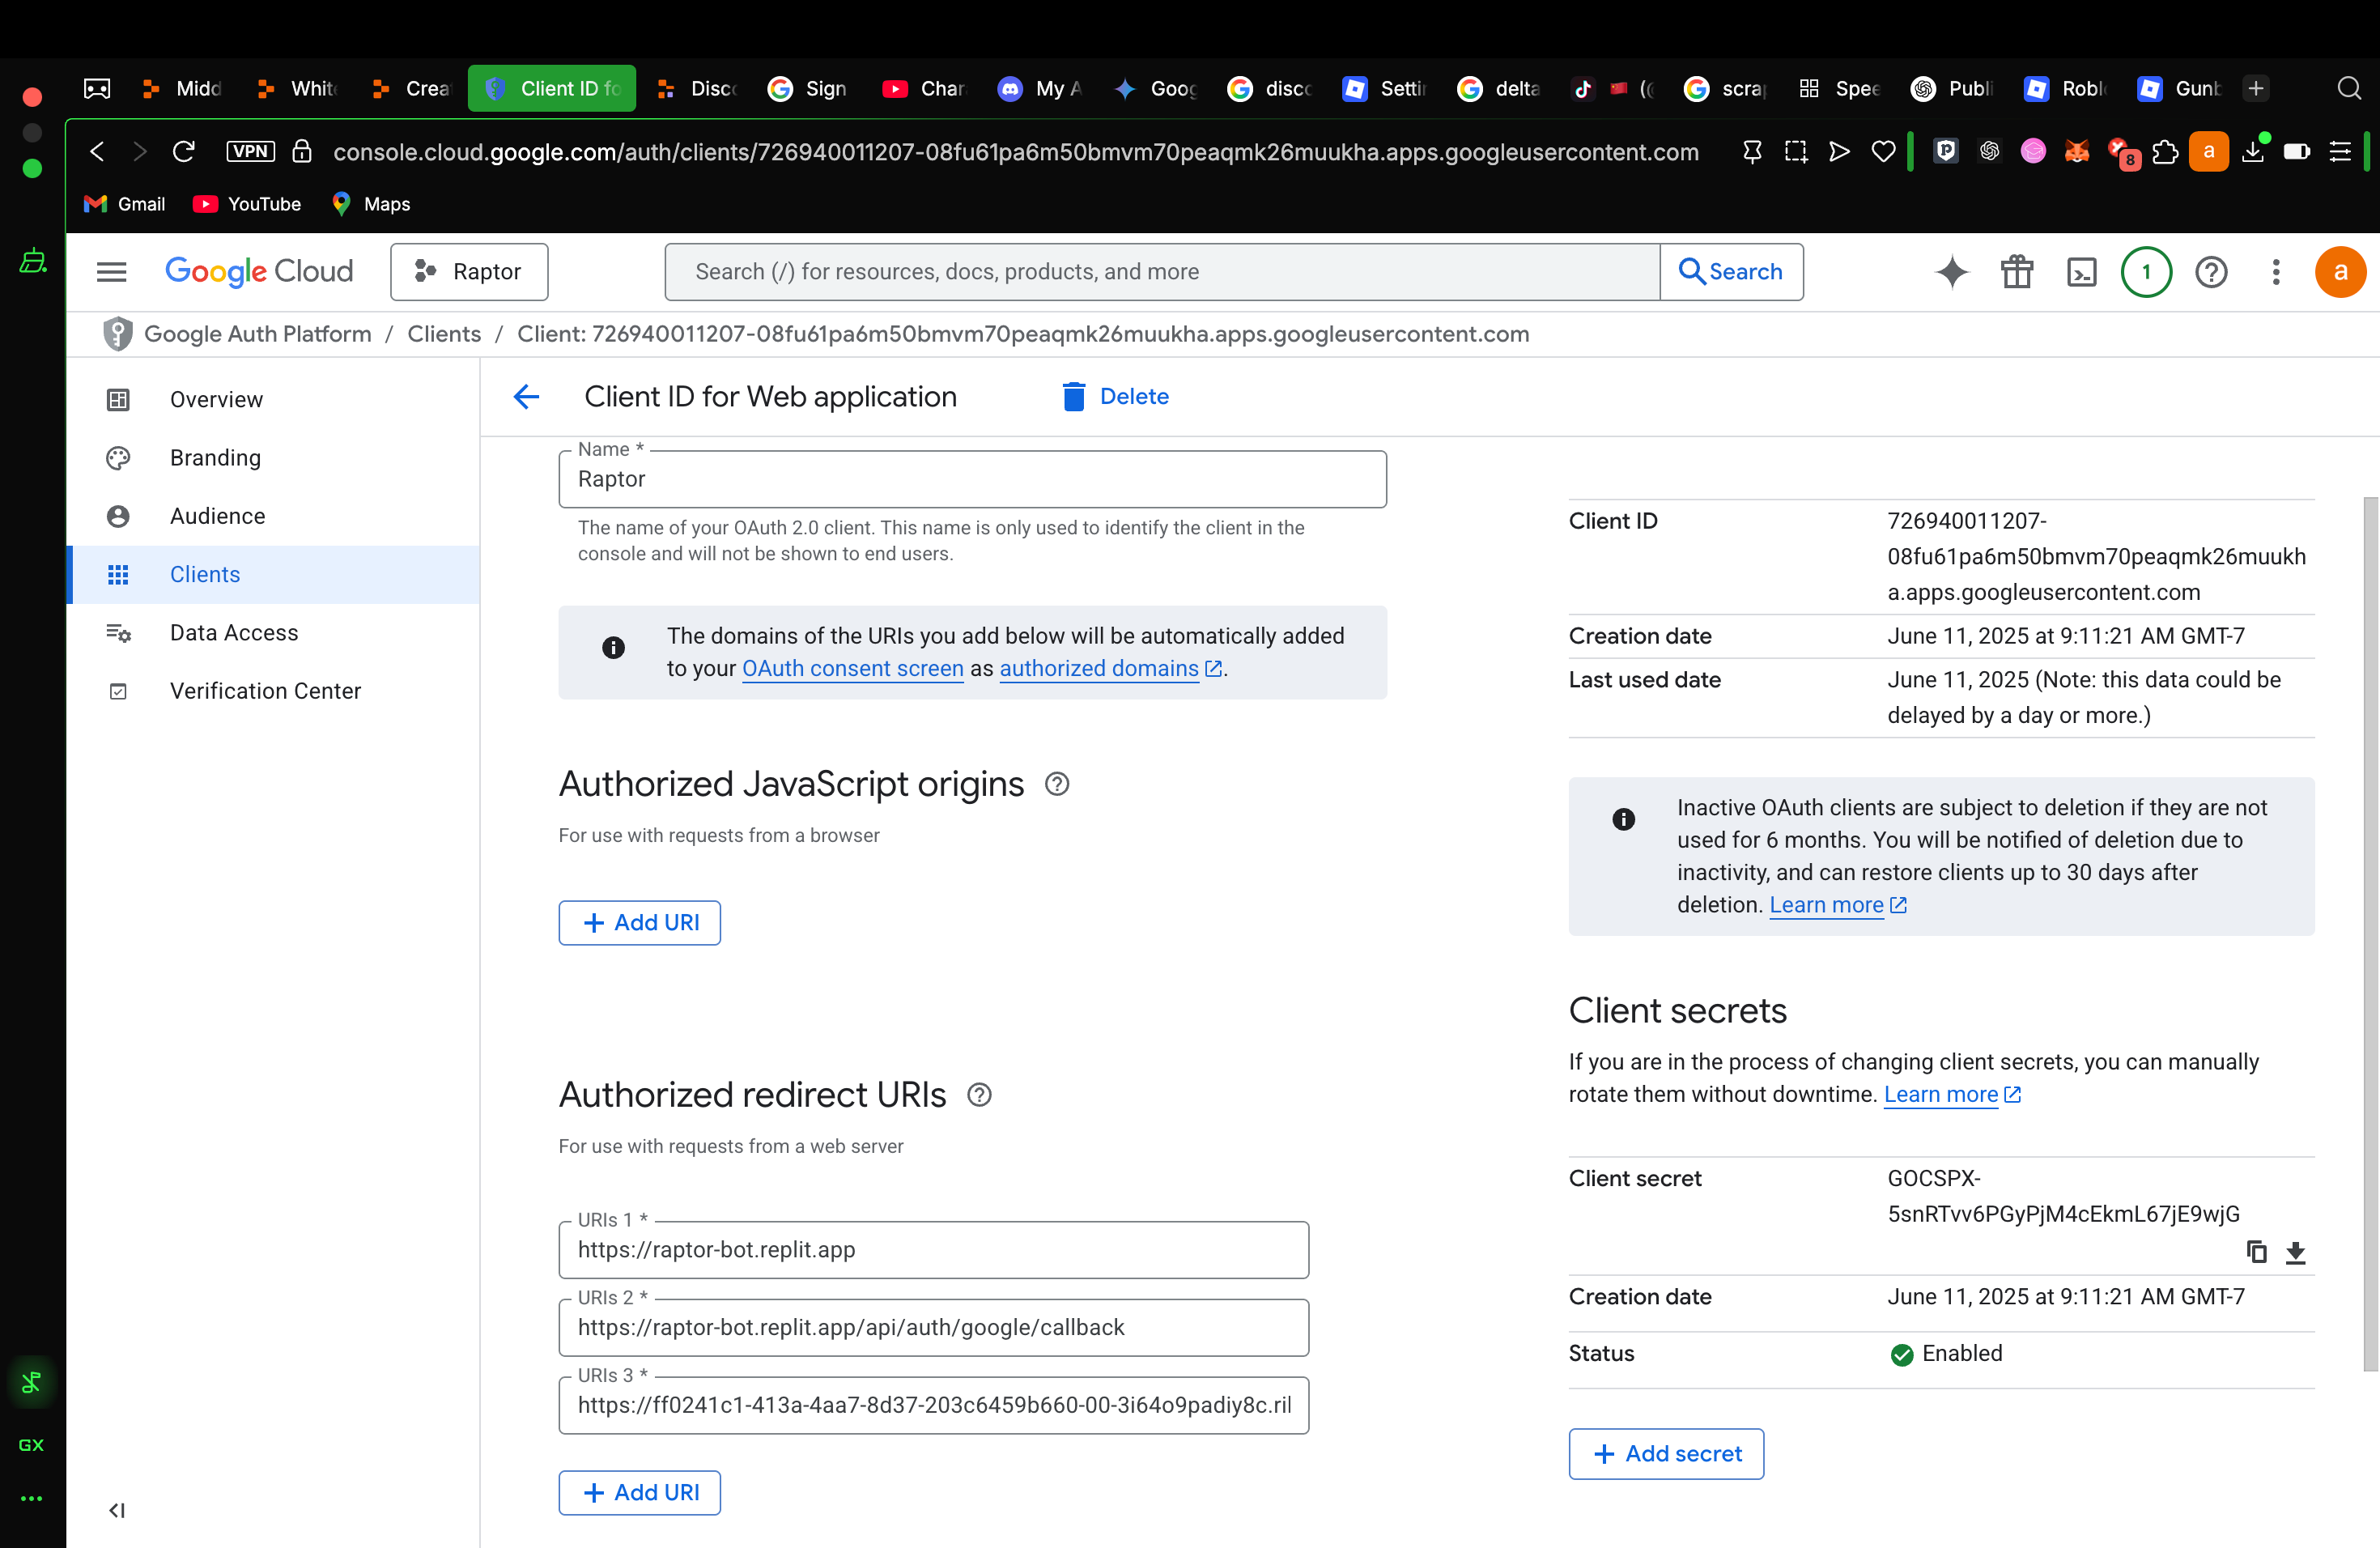 Midd
White
Crea
Client ID fo
Disco
Sign
Char
My A
Goog
disco
Settin
delta
scrap
Spee
Publi
Roblo
Gunb
VPN
console.cloud.google.com/auth/clients/726940011207-08fu61pa6m50bmvm70peaqmk26muukha.apps.googleusercontent.com
8
a
Gmail
YouTube
Maps
Google Cloud
Raptor
Search (/) for resources, docs, products, and more
Search
1
a
Google Auth Platform / Clients / Client: 726940011207-08fu61pa6m50bmvm70peaqmk26muukha.apps.googleusercontent.com
Overview
Branding
Audience
Clients
Data Access
Verification Center
Client ID for Web application
Delete
Name *
Raptor
The name of your OAuth 2.0 client. This name is only used to identify the client in the
console and will not be shown to end users.
The domains of the URIs you add below will be automatically added
to your OAuth consent screen as authorized domains.
Authorized JavaScript origins
For use with requests from a browser
+ Add URI
Authorized redirect URIs
For use with requests from a web server
URIs 1 *
https://raptor-bot.replit.app
URIs 2 *
https://raptor-bot.replit.app/api/auth/google/callback
URIs 3 *
https://ff0241c1-413a-4aa7-8d37-203c6459b660-00-3i64o9padiy8c.ril
+ Add URI
Client ID
726940011207-
08fu61pa6m50bmvm70peaqmk26muukh
a.apps.googleusercontent.com
Creation date
June 11, 2025 at 9:11:21 AM GMT-7
Last used date
June 11, 2025 (Note: this data could be
delayed by a day or more.)
Inactive OAuth clients are subject to deletion if they are not
used for 6 months. You will be notified of deletion due to
inactivity, and can restore clients up to 30 days after
deletion. Learn more
Client secrets
If you are in the process of changing client secrets, you can manually
rotate them without downtime. Learn more
Client secret
GOCSPX-
5snRTvv6PGyPjM4cEkmL67jE9wjG
Creation date
June 11, 2025 at 9:11:21 AM GMT-7
Status
Enabled
+ Add secret
GX